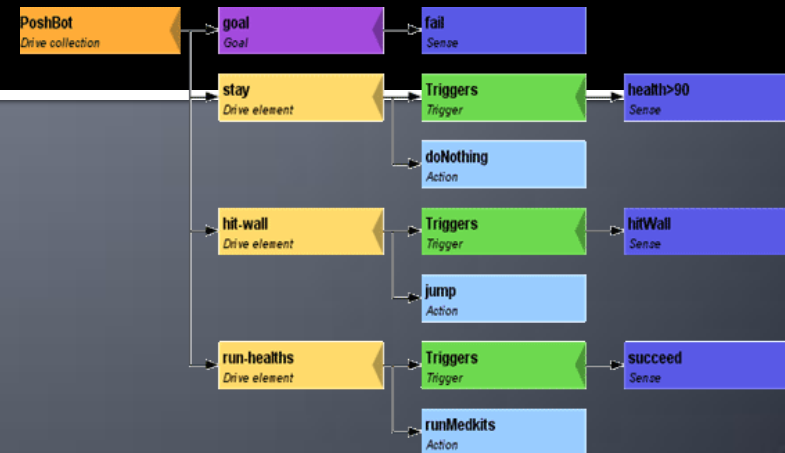 PoshBot
Drive collection
goal
Goal
fail
Sense
stay
Drive element
Triggers
Trigger
health>90
Sense
doNothing
Action
hit-wall
Drive element
Triggers
Trigger
hitWall
Sense
jump
Action
run-healths
Drive element
Triggers
Trigger
succeed
Sense
runMedkits
Action